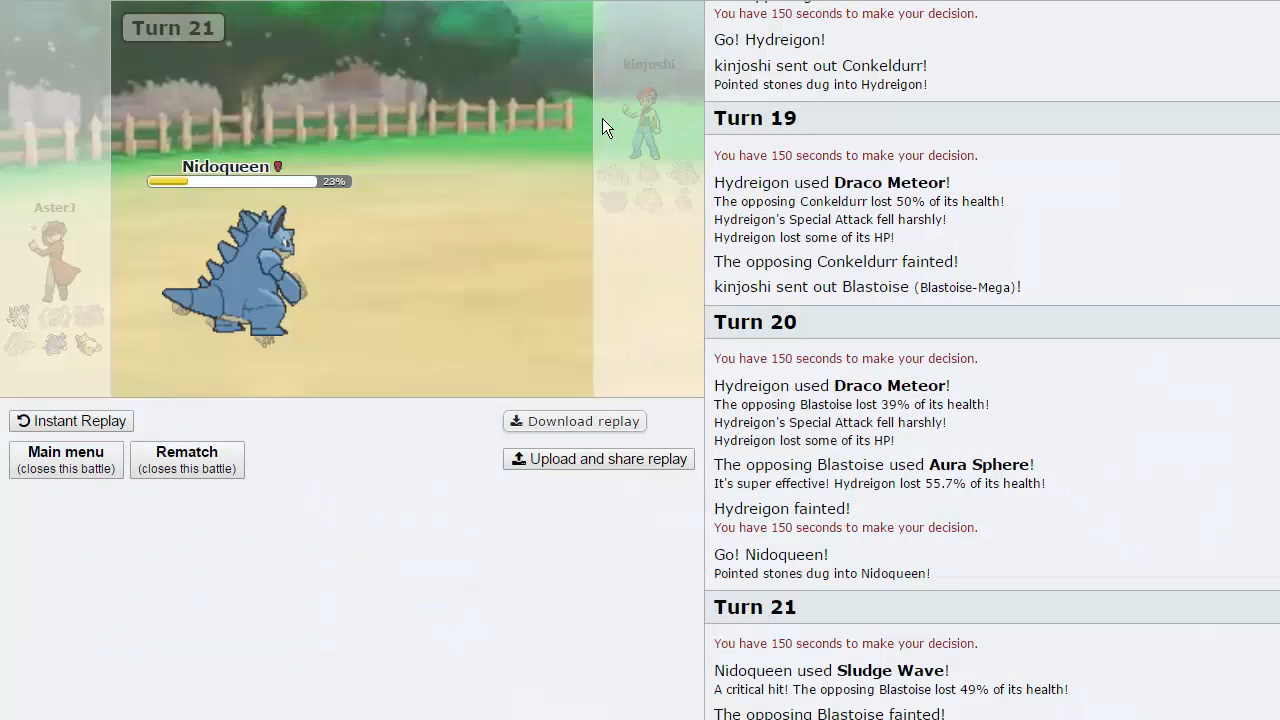 Turn 21
kinjoshi
Nidoqueen
23%
AsterJ
Instant Replay
Download replay
Main menu
(closes this battle)
Rematch
(closes this battle)
Upload and share replay
You have 150 seconds to make your decision.
Go! Hydreigon!
kinjoshi sent out Conkeldurr!
Pointed stones dug into Hydreigon!
Turn 19
You have 150 seconds to make your decision.
Hydreigon used Draco Meteor!
The opposing Conkeldurr lost 50% of its health!
Hydreigon's Special Attack fell harshly!
Hydreigon lost some of its HP!
The opposing Conkeldurr fainted!
kinjoshi sent out Blastoise (Blastoise-Mega)!
Turn 20
You have 150 seconds to make your decision.
Hydreigon used Draco Meteor!
The opposing Blastoise lost 39% of its health!
Hydreigon's Special Attack fell harshly!
Hydreigon lost some of its HP!
The opposing Blastoise used Aura Sphere!
It's super effective! Hydreigon lost 55.7% of its health!
Hydreigon fainted!
You have 150 seconds to make your decision.
Go! Nidoqueen!
Pointed stones dug into Nidoqueen!
Turn 21
You have 150 seconds to make your decision.
Nidoqueen used Sludge Wave!
A critical hit! The opposing Blastoise lost 49% of its health!
The opposing Blastoise fainted!